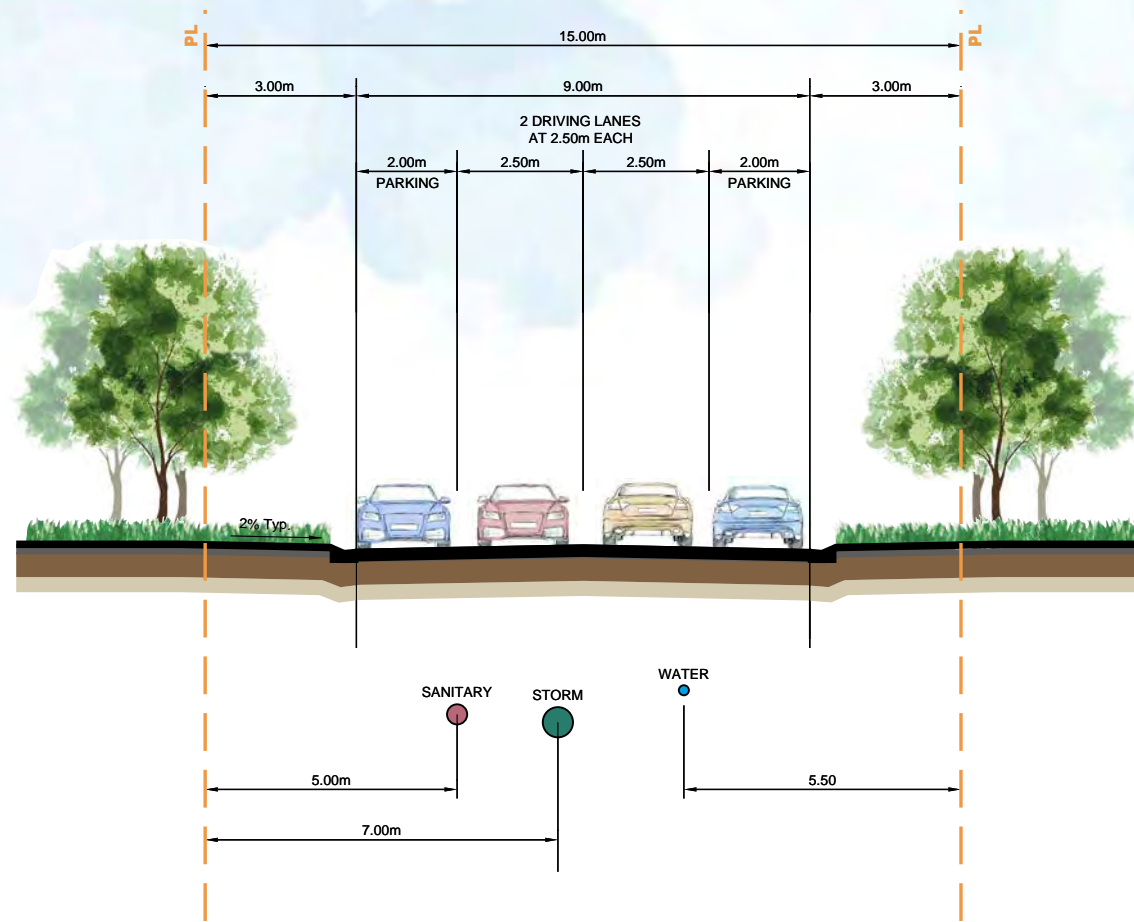 PL
PL
15.00m
3.00m
9.00m
3.00m
2 DRIVING LANES
AT 2.50m EACH
2.00m
2.50m
2.50m
2.00m
PARKING
PARKING
2% Typ.
WATER
SANITARY
STORM
5.00m
5.50
7.00m